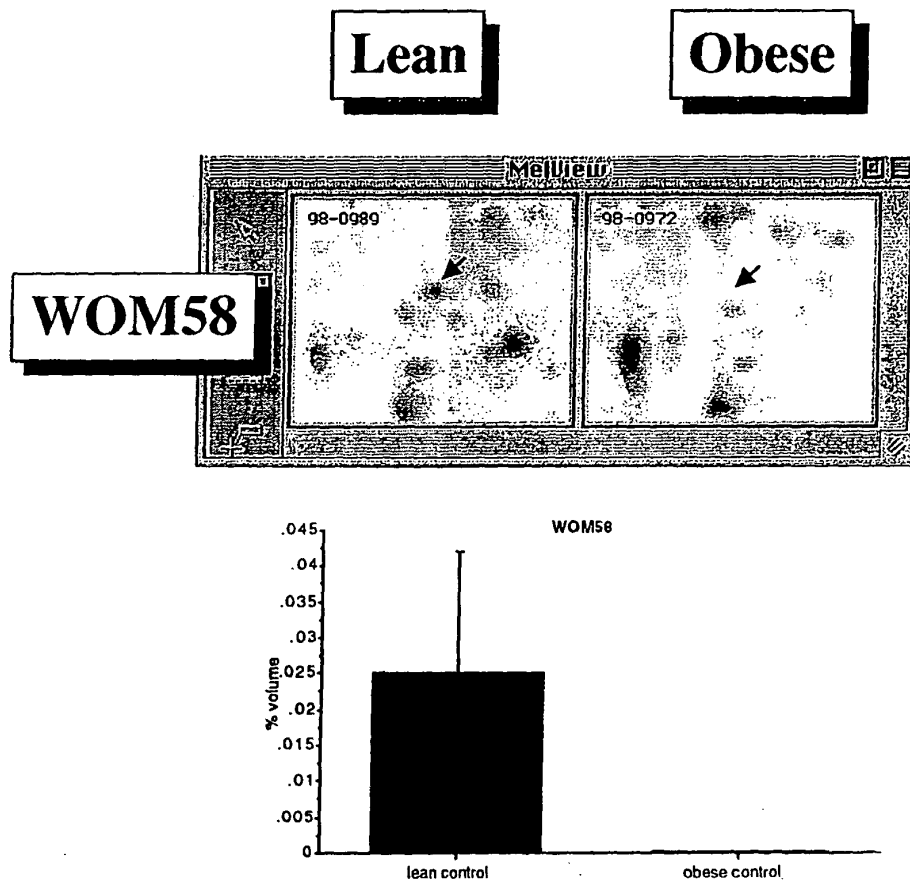 Lean
Obese
MelView
98-0989
98-0972
WOM58
WOM58
.045
.04
.035
.03
.025
.02
.015
.01
.005
0
% volume
lean control
obese control